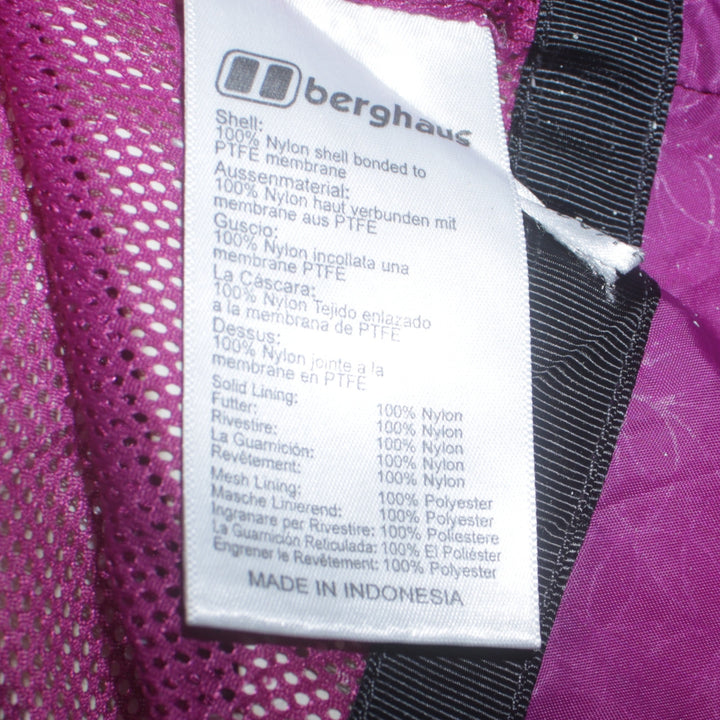 berghaus
Shell:
100% Nylon shell bonded to
PTFE membrane
Aussenmaterial:
100% Nylon haut verbunden mit
membrane aus PTFE
Guscio:
100% Nylon incollata una
membrane PTFE
La Cáscara:
100% Nylon Tejido enlazado
a la membrana de PTFE
Dessus:
100% Nylon jointe a la
membrane en PTFE
Solid Lining: 100% Nylon
Futter: 100% Nylon
Rivestire: 100% Nylon
La Guarnición: 100% Nylon
Revêtement: 100% Nylon
Mesh Lining: 100% Polyester
Masche Linierend: 100% Polyester
Ingranare per Rivestire: 100% Poliestere
La Guarnición Reticulada: 100% El Poliéster
Engrener le Revêtement: 100% Polyester
MADE IN INDONESIA